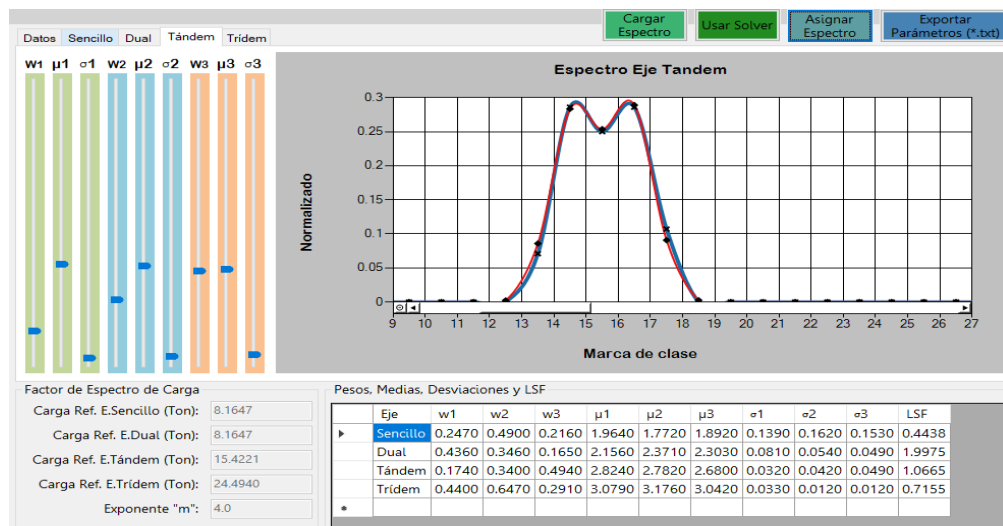 Cargar Espectro
Usar Solver
Asignar Espectro
Exportar Parámetros (*.txt)
Datos Sencillo Dual Tándem Trídem
w1 μ1 σ1 w2 μ2 σ2 w3 μ3 σ3
Espectro Eje Tandem
Normalizado
0.3
0.25
0.2
0.15
0.1
0.05
0
9 10 11 12 13 14 15 16 17 18 19 20 21 22 23 24 25 26 27
Marca de clase
Factor de Espectro de Carga
Carga Ref. E.Sencillo (Ton): 8.1647
Carga Ref. E.Dual (Ton): 8.1647
Carga Ref. E.Tándem (Ton): 15.4221
Carga Ref. E.Trídem (Ton): 24.4940
Exponente "m": 4.0
Pesos, Medias, Desviaciones y LSF
Eje w1 w2 w3 μ1 μ2 μ3 σ1 σ2 σ3 LSF
Sencillo 0.2470 0.4900 0.2160 1.9640 1.7720 1.8920 0.1390 0.1620 0.1530 0.4438
Dual 0.4360 0.3460 0.1650 2.1560 2.3710 2.3030 0.0810 0.0540 0.0490 1.9975
Tándem 0.1740 0.3400 0.4940 2.8240 2.7820 2.6800 0.0320 0.0420 0.0490 1.0665
Trídem 0.4400 0.6470 0.2910 3.0790 3.1760 3.0420 0.0330 0.0120 0.0120 0.7155